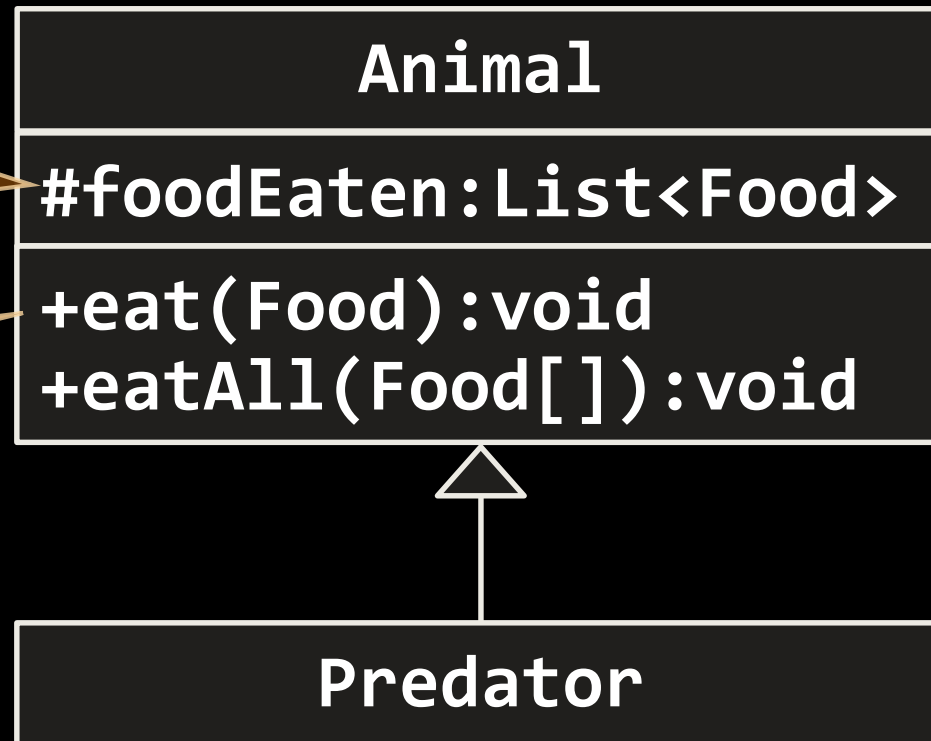 Animal
#foodEaten:List<Food>
+eat(Food):void
+eatAll(Food[]):void
Predator